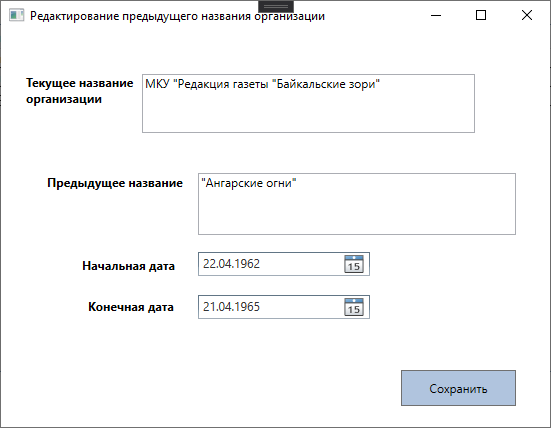 Редактирование предыдущего названия организации
Текущее название
организации
МКУ "Редакция газеты "Байкальские зори"
Предыдущее название
"Ангарские огни"
Начальная дата
22.04.1962
15
Конечная дата
21.04.1965
15
Сохранить